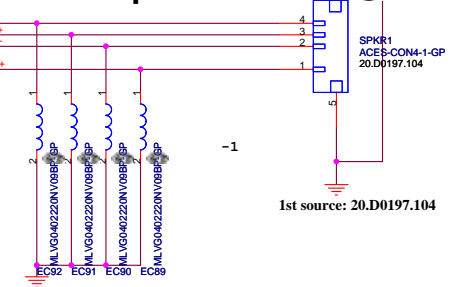 4
3
2
1
+
SPKR1
ACES-CON4-1-GP
20.D0197.104
5
1 1 1 1
-1
2 2 2 2
MLVG0402220NV09BP-GP
MLVG0402220NV09BP-GP
MLVG0402220NV09BP-GP
MLVG0402220NV09BP-GP
1st source: 20.D0197.104
EC92 EC91 EC90 EC89